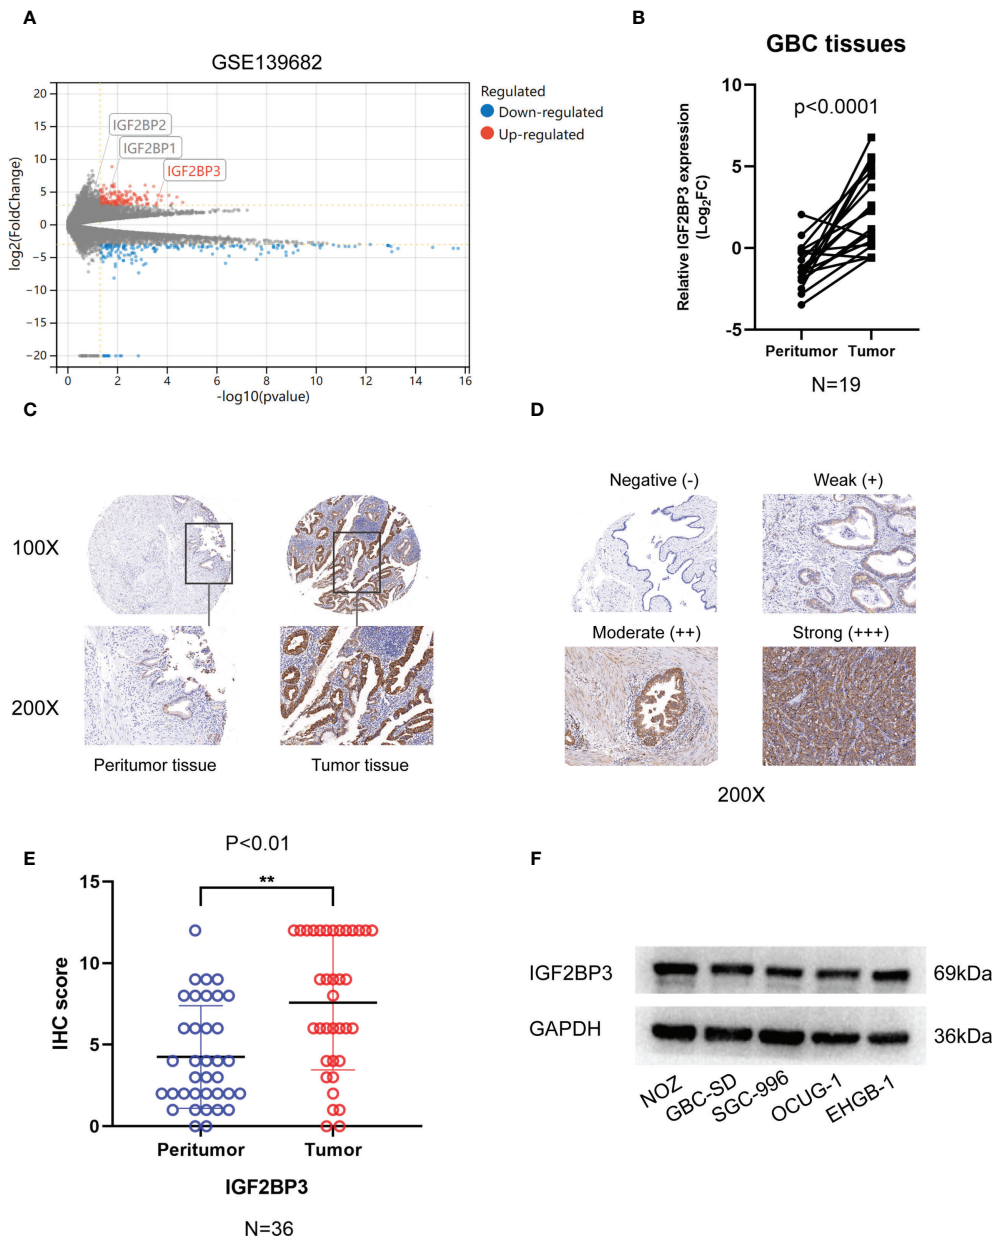 A
GSE139682
20
15
10
5
0
−5
−10
−15
−20
log2(FoldChange)
IGF2BP2
IGF2BP1
IGF2BP3
0 2 4 6 8 10 12 14 16
-log10(pvalue)
Regulated
Down-regulated
Up-regulated
B
GBC tissues
p<0.0001
10
5
0
-5
Relative IGF2BP3 expression
(Log2FC)
Peritumor Tumor
N=19
C
100X
200X
Peritumor tissue Tumor tissue
D
Negative (-) Weak (+)
Moderate (++) Strong (+++)
200X
E
P<0.01
**
15
10
5
0
IHC score
Peritumor Tumor
IGF2BP3
N=36
F
IGF2BP3 69kDa
GAPDH 36kDa
NOZ GBC-SD SGC-996 OCUG-1 EHGB-1